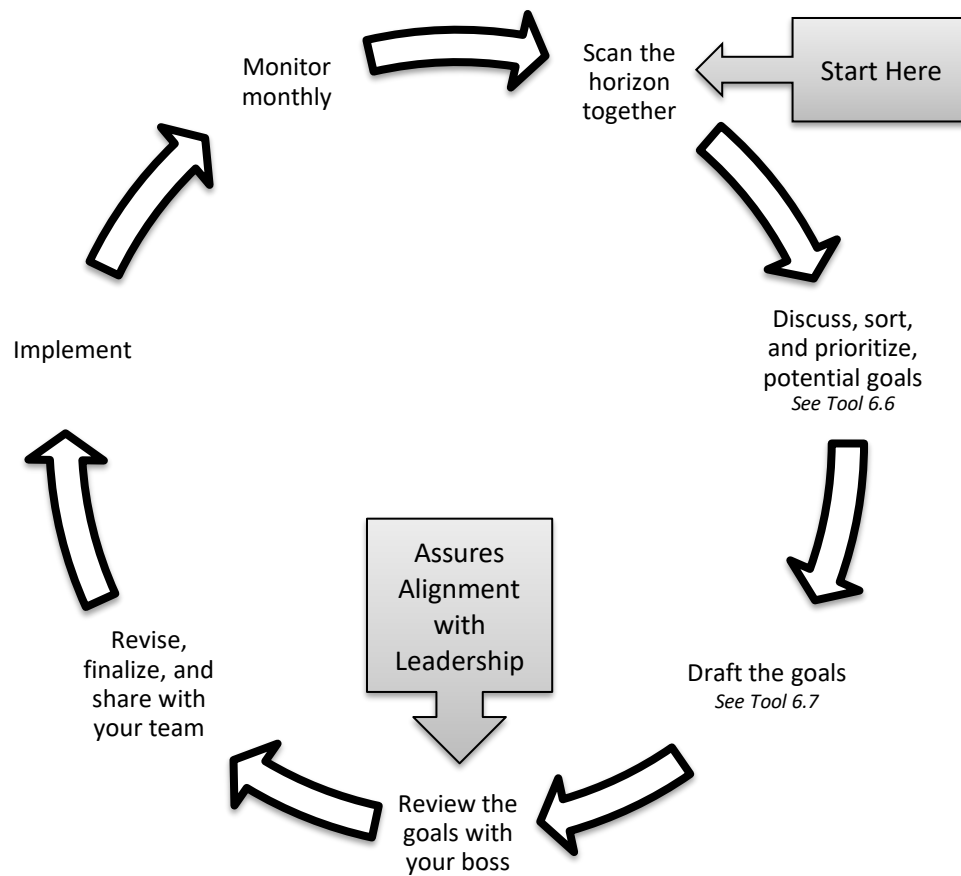 Scan the
horizon
together
Start Here
Discuss, sort,
and prioritize,
potential goals
See Tool 6.6
Draft the goals
See Tool 6.7
Assures
Alignment
with
Leadership
Review the
goals with
your boss
Revise,
finalize, and
share with
your team
Implement
Monitor
monthly